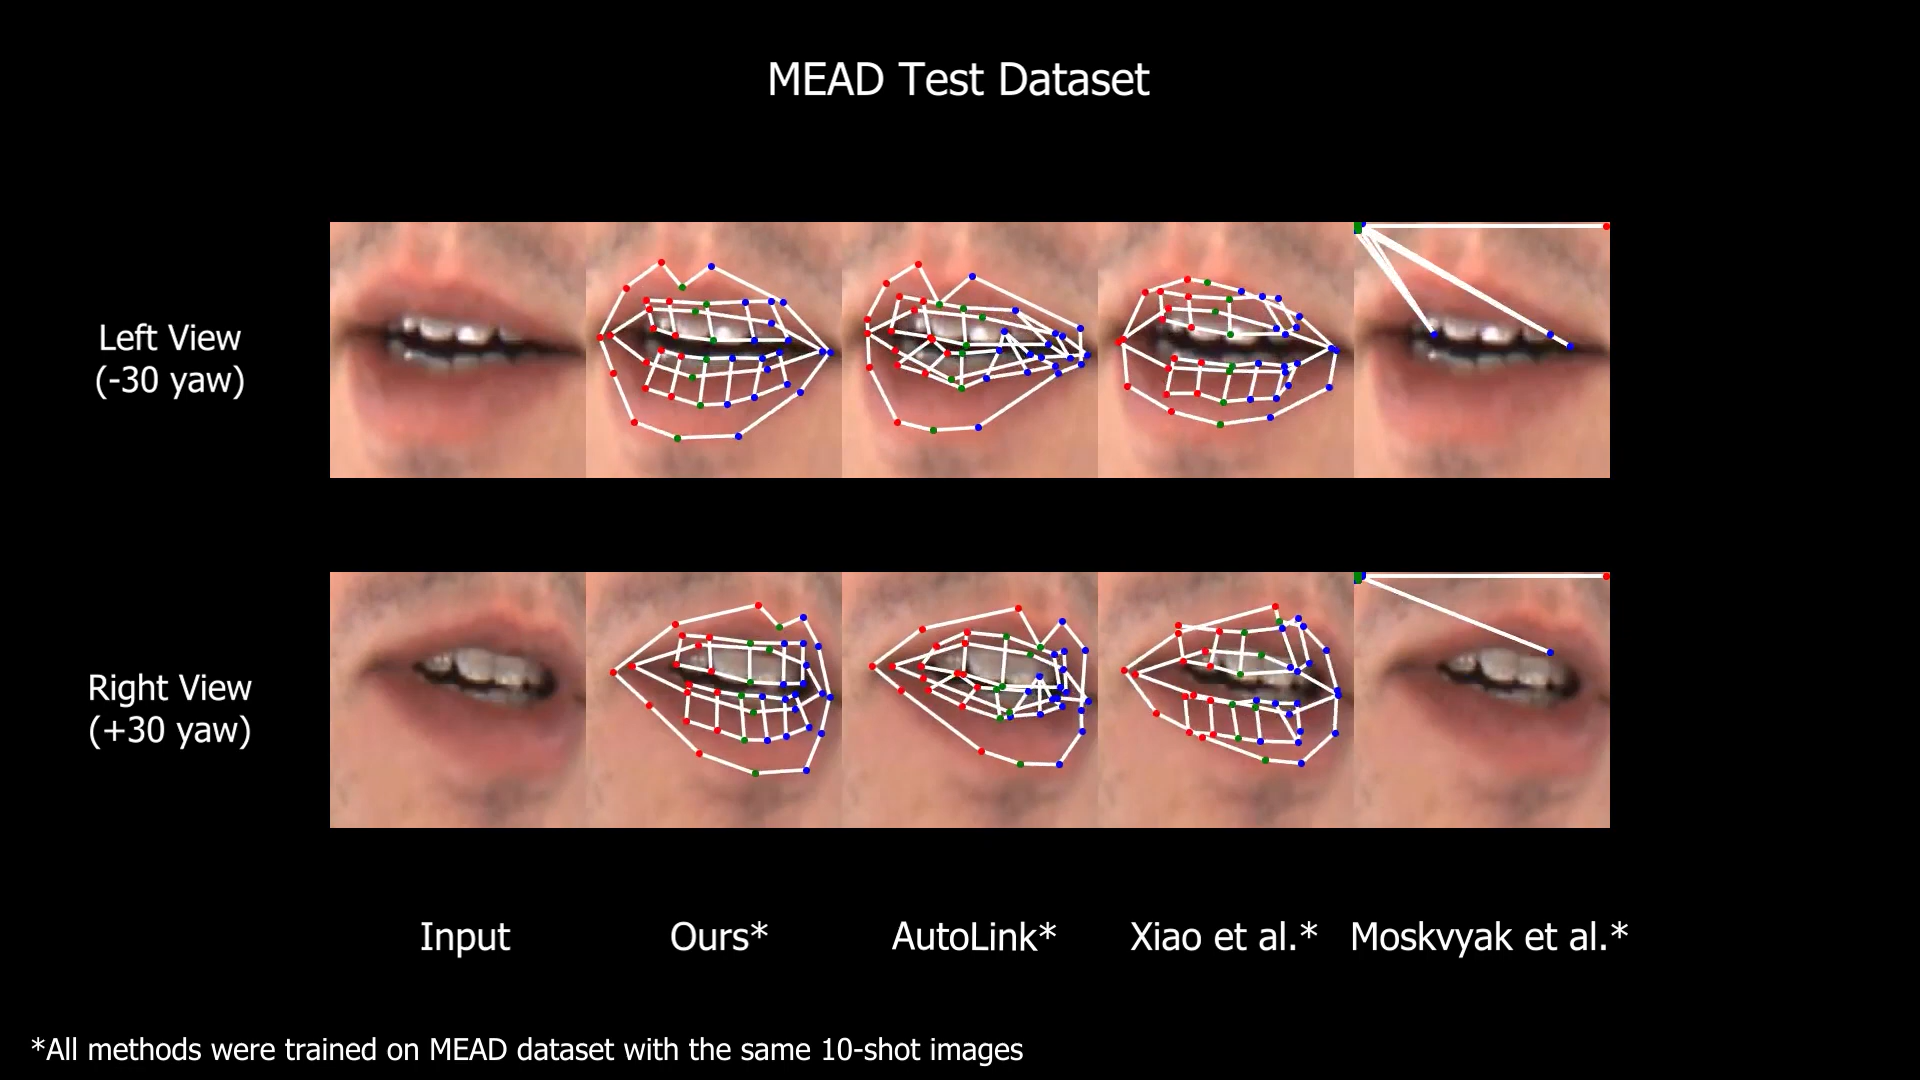 MEAD Test Dataset
Left View
(-30 yaw)
Right View
(+30 yaw)
Input
Ours*
AutoLink*
Xiao et al.*
Moskvyak et al.*
*All methods were trained on MEAD dataset with the same 10-shot images